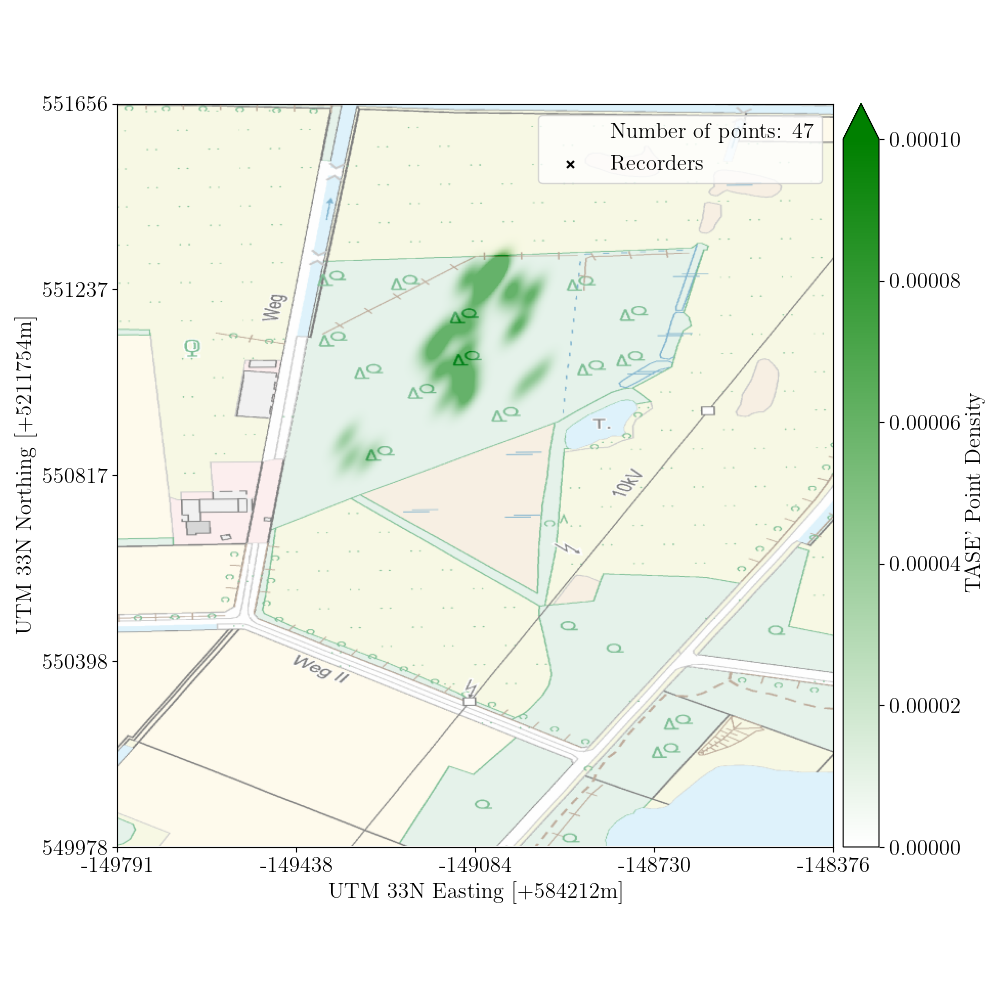 551656
551237
550817
550398
549978
-149791
-149438
-149084
-148730
-148376
UTM 33N Easting [+584212m]
UTM 33N Northing [+5211754m]
Number of points: 47
Recorders
Weg
T.
10kV
Weg II
0.00010
0.00008
0.00006
0.00004
0.00002
0.00000
TASE' Point Density